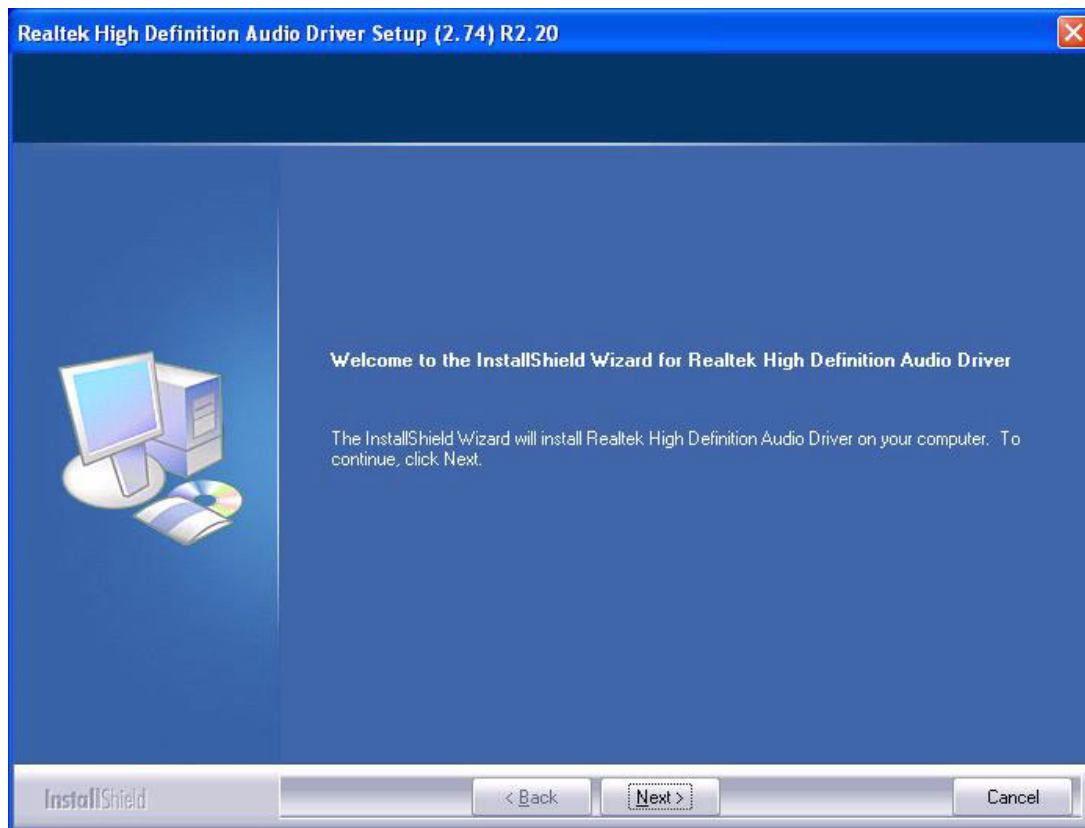 Realtek High Definition Audio Driver Setup (2.74) R2.20
Welcome to the InstallShield Wizard for Realtek High Definition Audio Driver
The InstallShield Wizard will install Realtek High Definition Audio Driver on your computer. To
continue, click Next.
InstallShield
< Back
Next >
Cancel